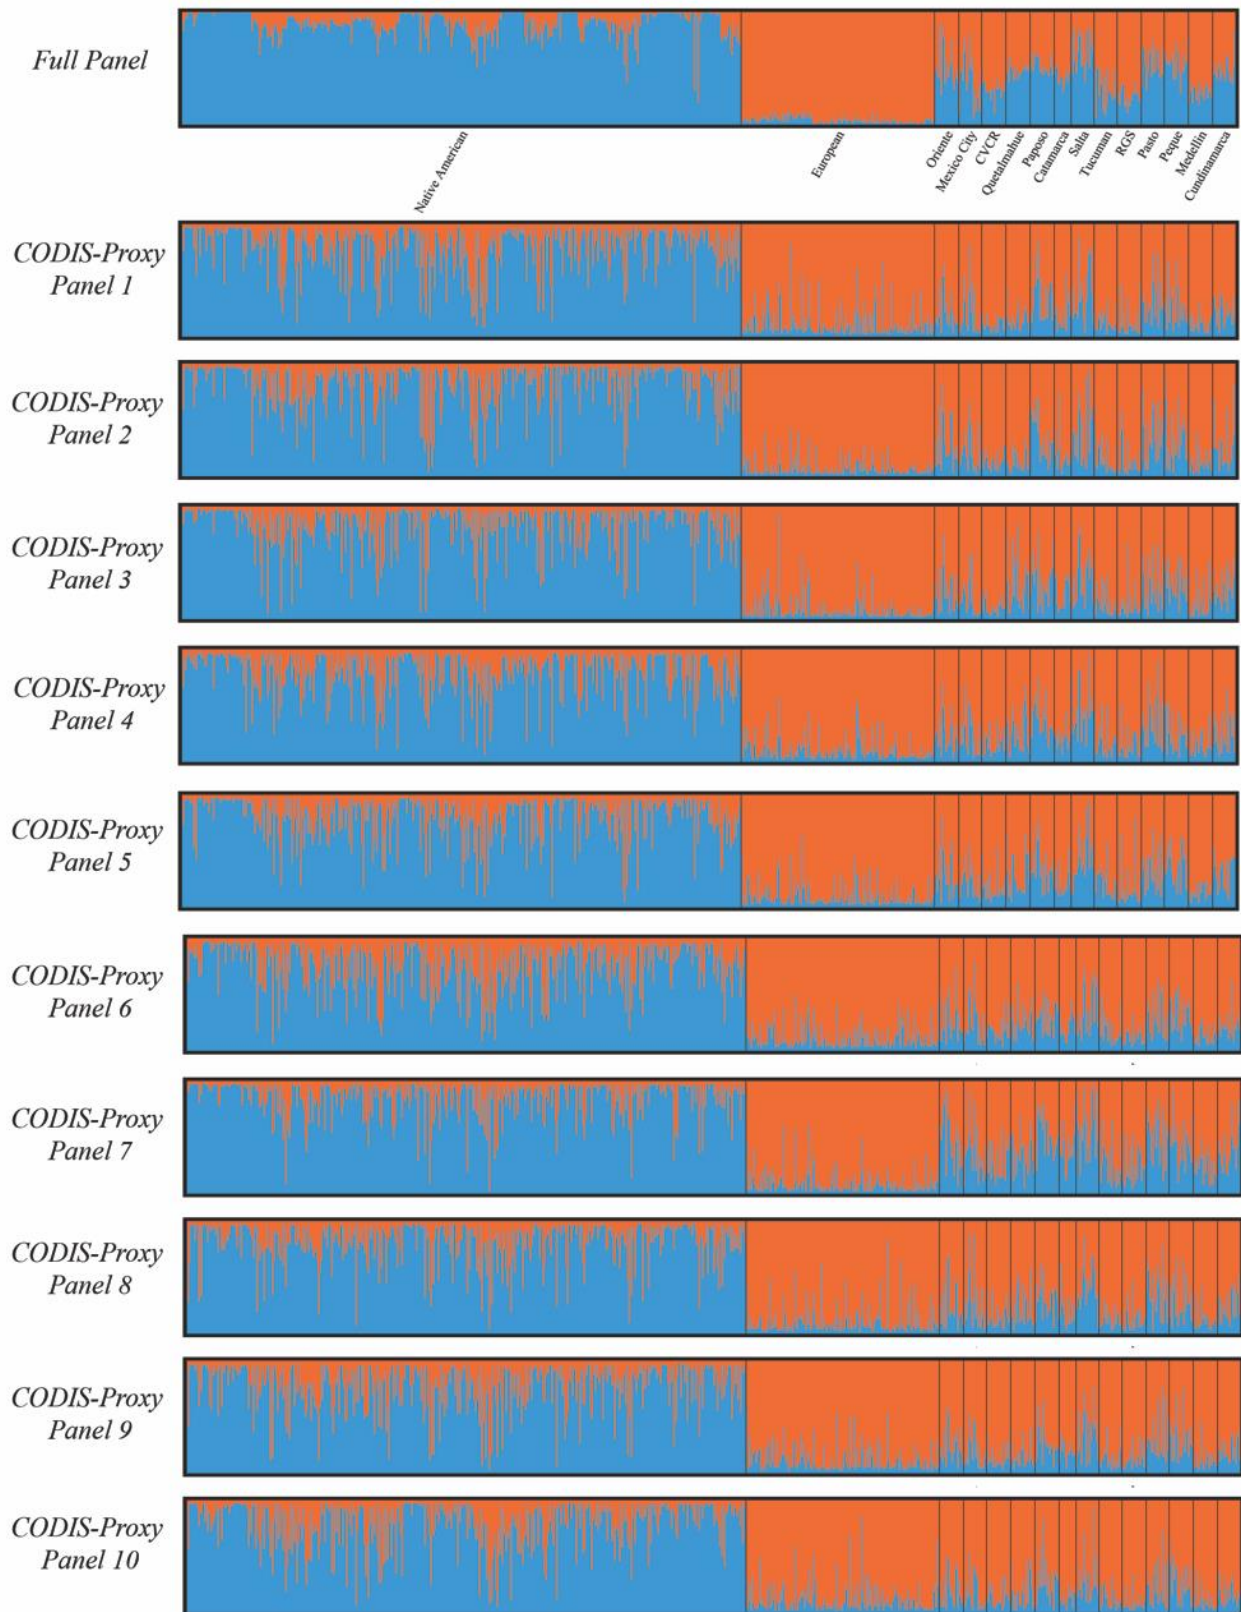 Full Panel
Native American
European
Oriente
Mexico City
CVCR
Quetalmahue
Paposo
Catamarca
Salta
Tucuman
RGS
Pasto
Peque
Medellin
Cundinamarca
CODIS-Proxy
Panel 1
CODIS-Proxy
Panel 2
CODIS-Proxy
Panel 3
CODIS-Proxy
Panel 4
CODIS-Proxy
Panel 5
CODIS-Proxy
Panel 6
CODIS-Proxy
Panel 7
CODIS-Proxy
Panel 8
CODIS-Proxy
Panel 9
CODIS-Proxy
Panel 10